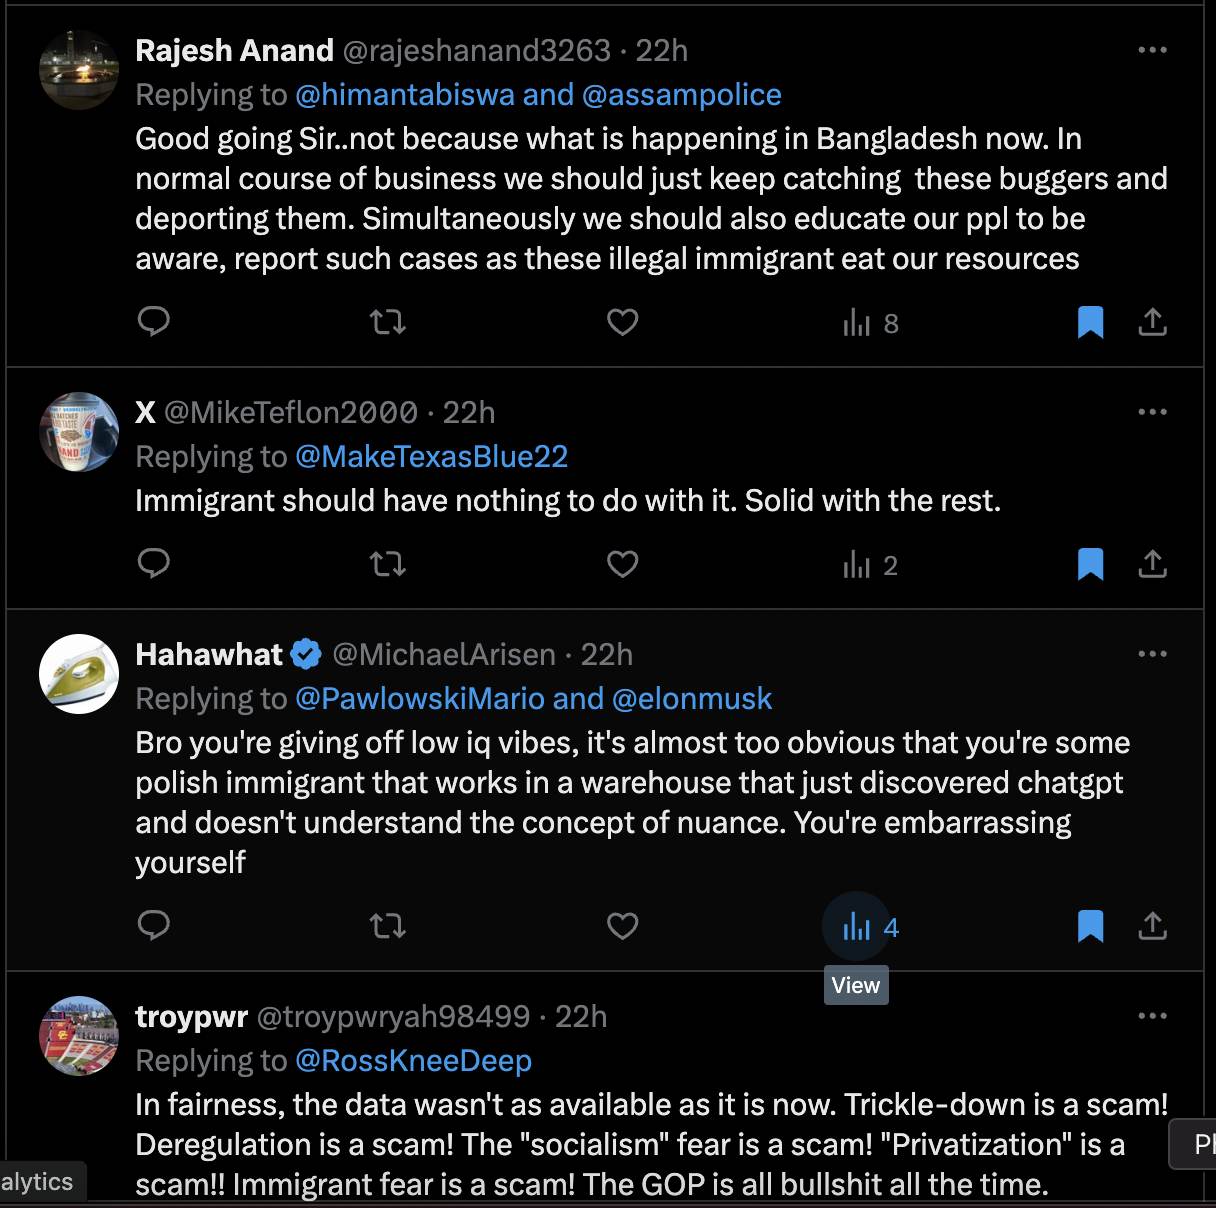 Rajesh Anand @rajeshanand3263 · 22h
Replying to @himantabiswa and @assampolice
Good going Sir..not because what is happening in Bangladesh now. In
normal course of business we should just keep catching  these buggers and
deporting them. Simultaneously we should also educate our ppl to be
aware, report such cases as these illegal immigrant eat our resources
8
X @MikeTeflon2000 · 22h
Replying to @MakeTexasBlue22
Immigrant should have nothing to do with it. Solid with the rest.
2
Hahawhat @MichaelArisen · 22h
Replying to @PawlowskiMario and @elonmusk
Bro you're giving off low iq vibes, it's almost too obvious that you're some
polish immigrant that works in a warehouse that just discovered chatgpt
and doesn't understand the concept of nuance. You're embarrassing
yourself
4
View
troypwr @troypwryah98499 · 22h
Replying to @RossKneeDeep
In fairness, the data wasn't as available as it is now. Trickle-down is a scam!
Deregulation is a scam! The "socialism" fear is a scam! "Privatization" is a
scam!! Immigrant fear is a scam! The GOP is all bullshit all the time.
alytics